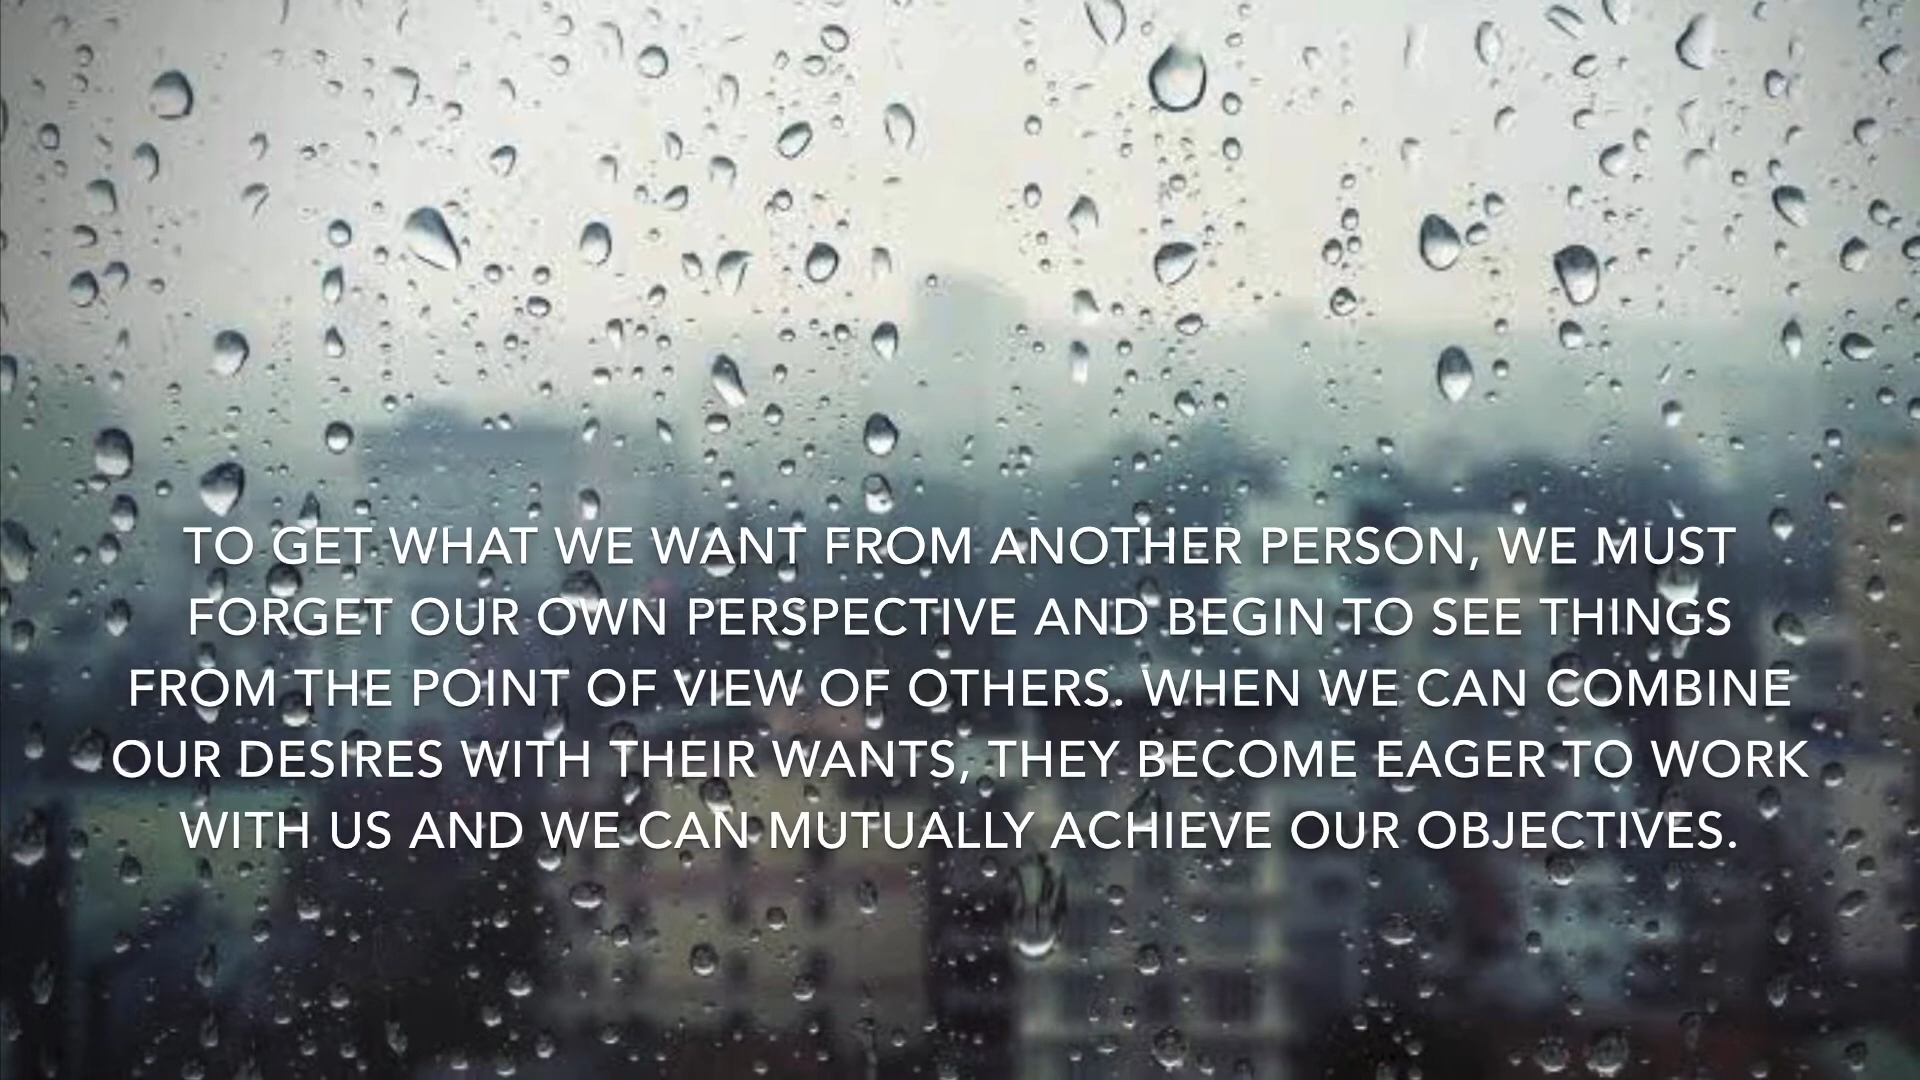 TO GET WHAT WE WANT FROM ANOTHER PERSON, WE MUST
FORGET OUR OWN PERSPECTIVE AND BEGIN TO SEE THINGS
FROM THE POINT OF VIEW OF OTHERS. WHEN WE CAN COMBINE
OUR DESIRES WITH THEIR WANTS, THEY BECOME EAGER TO WORK
WITH US AND WE CAN MUTUALLY ACHIEVE OUR OBJECTIVES.